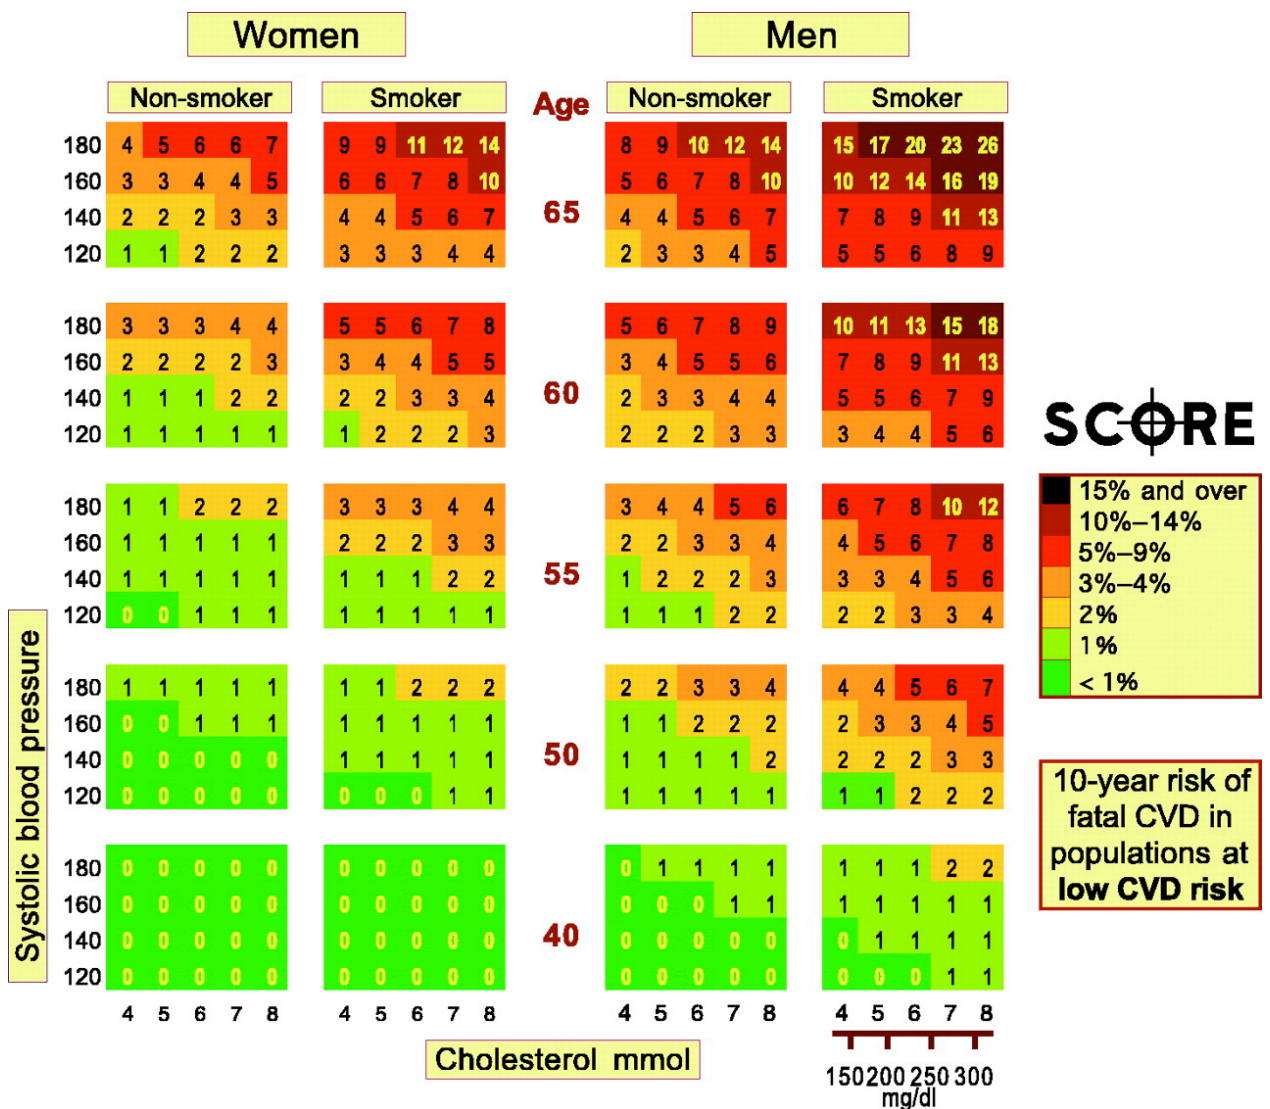 Women Men
Non-smoker Smoker Age Non-smoker Smoker
180 4 5 6 6 7 9 9 11 12 14 8 9 10 12 14 15 17 20 23 26
160 3 3 4 4 5 6 6 7 8 10 5 6 7 8 10 10 12 14 16 19
65
140 2 2 2 3 3 4 4 5 6 7 4 4 5 6 7 7 8 9 11 13
120 1 1 2 2 2 3 3 3 4 4 2 3 3 4 5 5 5 6 8 9
180 3 3 3 4 4 5 5 6 7 8 5 6 7 8 9 10 11 13 15 18
160 2 2 2 2 3 3 4 4 5 5 3 4 5 5 6 7 8 9 11 13
60
140 1 1 1 2 2 2 2 3 3 4 2 3 3 4 4 5 5 6 7 9
120 1 1 1 1 1 1 2 2 2 3 2 2 2 3 3 3 4 4 5 6
180 1 1 2 2 2 3 3 3 4 4 3 4 4 5 6 6 7 8 10 12
160 1 1 1 1 1 2 2 2 3 3 2 2 3 3 4 4 5 6 7 8
55
140 1 1 1 1 1 1 1 1 2 2 1 2 2 2 3 3 3 4 5 6
120 0 0 1 1 1 1 1 1 1 1 1 1 1 2 2 2 2 3 3 4
180 1 1 1 1 1 1 1 2 2 2 2 2 3 3 4 4 4 5 6 7
160 0 0 1 1 1 1 1 1 1 1 1 1 2 2 2 2 3 3 4 5
50
140 0 0 0 0 0 1 1 1 1 1 1 1 1 1 2 2 2 2 3 3
120 0 0 0 0 0 0 0 0 1 1 1 1 1 1 1 1 1 2 2 2
180 0 0 0 0 0 0 0 0 0 0 0 1 1 1 1 1 1 1 2 2
160 0 0 0 0 0 0 0 0 0 0 0 0 0 1 1 1 1 1 1 1
40
140 0 0 0 0 0 0 0 0 0 0 0 0 0 0 0 0 1 1 1 1
120 0 0 0 0 0 0 0 0 0 0 0 0 0 0 0 0 0 0 1 1
4 5 6 7 8 4 5 6 7 8 4 5 6 7 8 4 5 6 7 8
Systolic blood pressure
Cholesterol mmol
150 200 250 300
mg/dl
SCORE
15% and over
10%–14%
5%–9%
3%–4%
2%
1%
< 1%
10-year risk of
fatal CVD in
populations at
low CVD risk